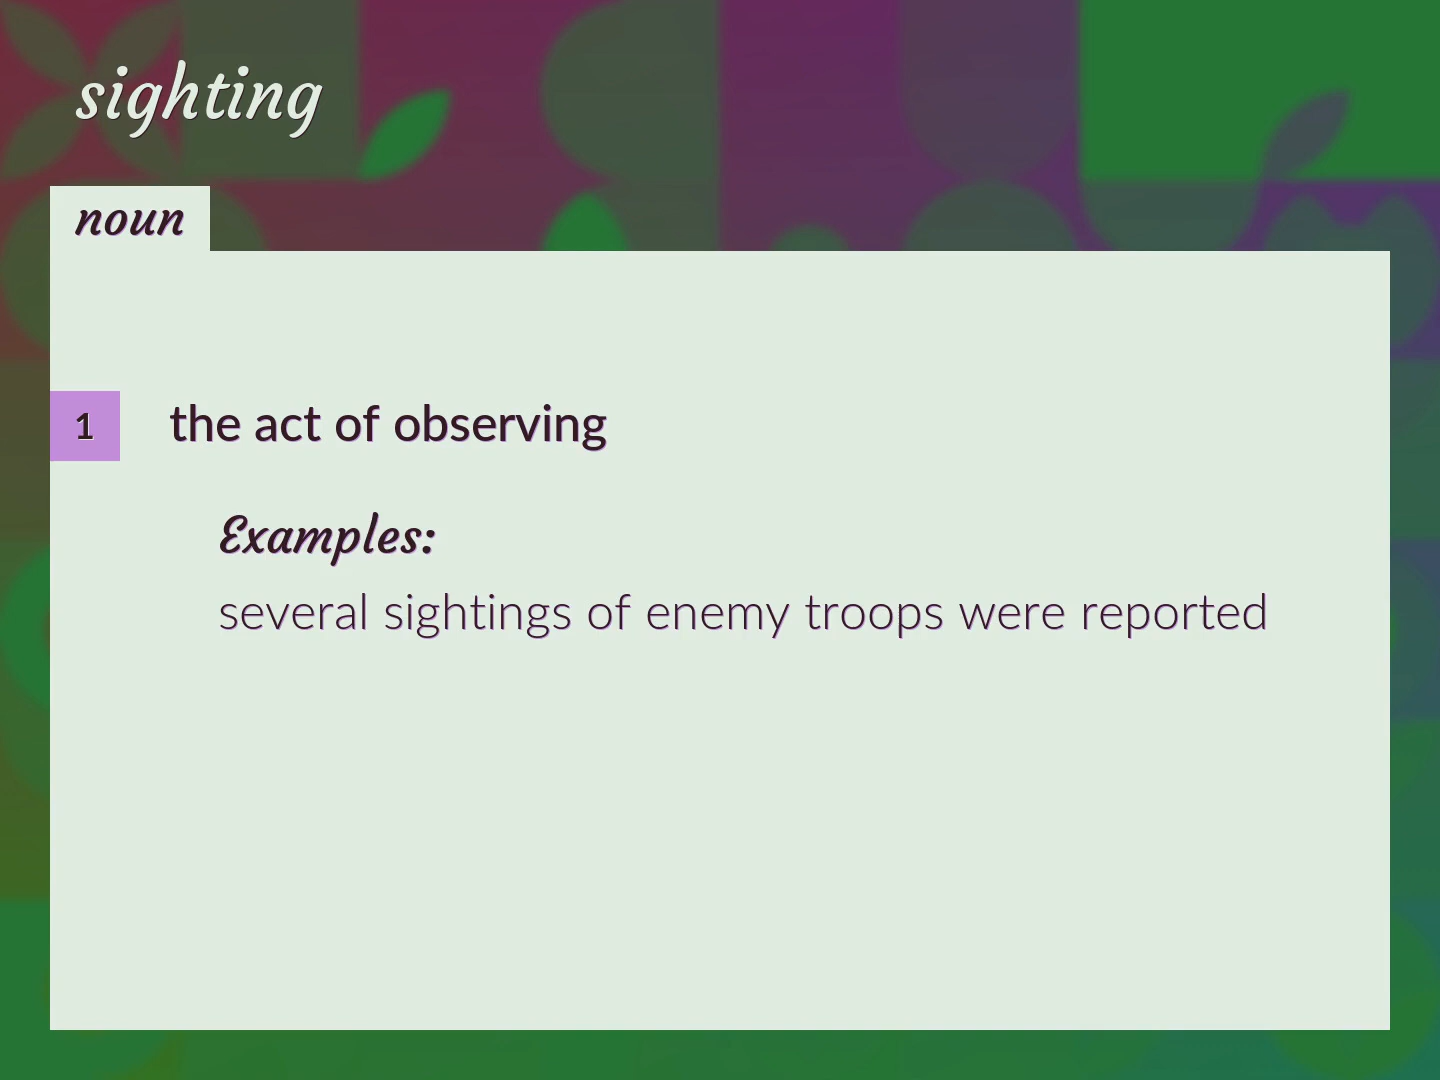 sighting
noun
1
the act of observing
Examples:
several sightings of enemy troops were reported